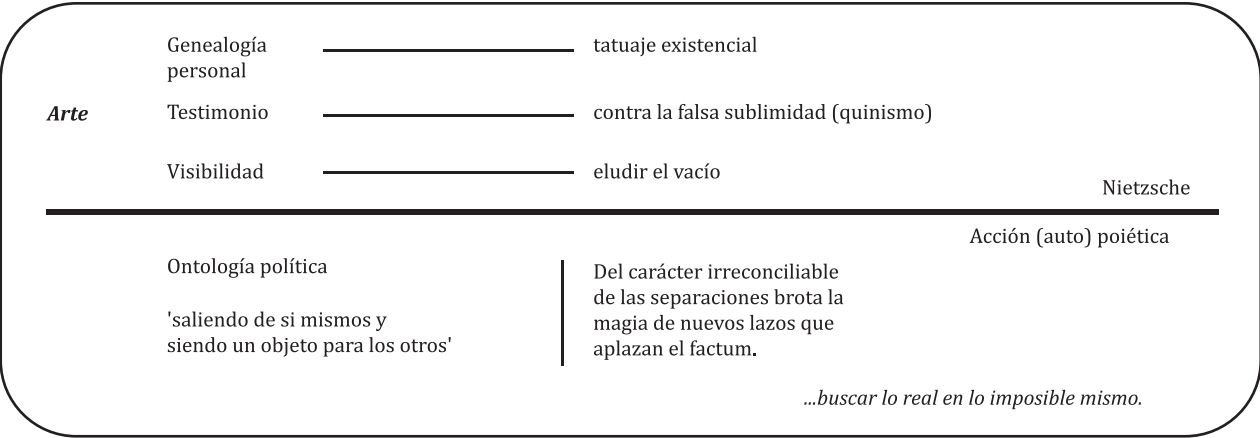 Genealogía personal tatuaje existencial
Arte Testimonio contra la falsa sublimidad (quinismo)
Visibilidad eludir el vacío
Nietzsche
Acción (auto) poiética
Ontología política
'saliendo de si mismos y
siendo un objeto para los otros'
Del carácter irreconciliable
de las separaciones brota la
magia de nuevos lazos que
aplazan el factum.
...buscar lo real en lo imposible mismo.